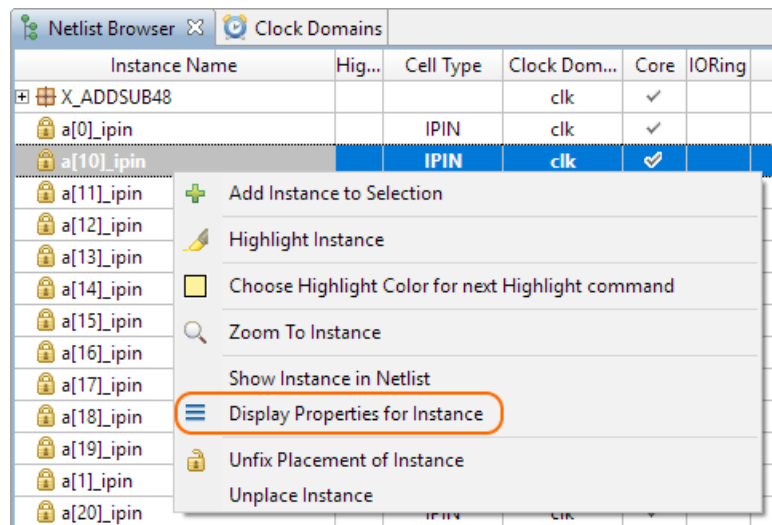 Netlist Browser Clock Domains
Instance Name Hig... Cell Type Clock Dom... Core IORing
X_ADDSUB48 clk
a[0]_ipin IPIN clk
a[10]_ipin IPIN clk
a[11]_ipin
Add Instance to Selection
a[12]_ipin
Highlight Instance
a[13]_ipin
a[14]_ipin
Choose Highlight Color for next Highlight command
a[15]_ipin
Zoom To Instance
a[16]_ipin
a[17]_ipin
Show Instance in Netlist
a[18]_ipin
Display Properties for Instance
a[19]_ipin
Unfix Placement of Instance
a[1]_ipin
Unplace Instance
a[20]_ipin IPIN clk